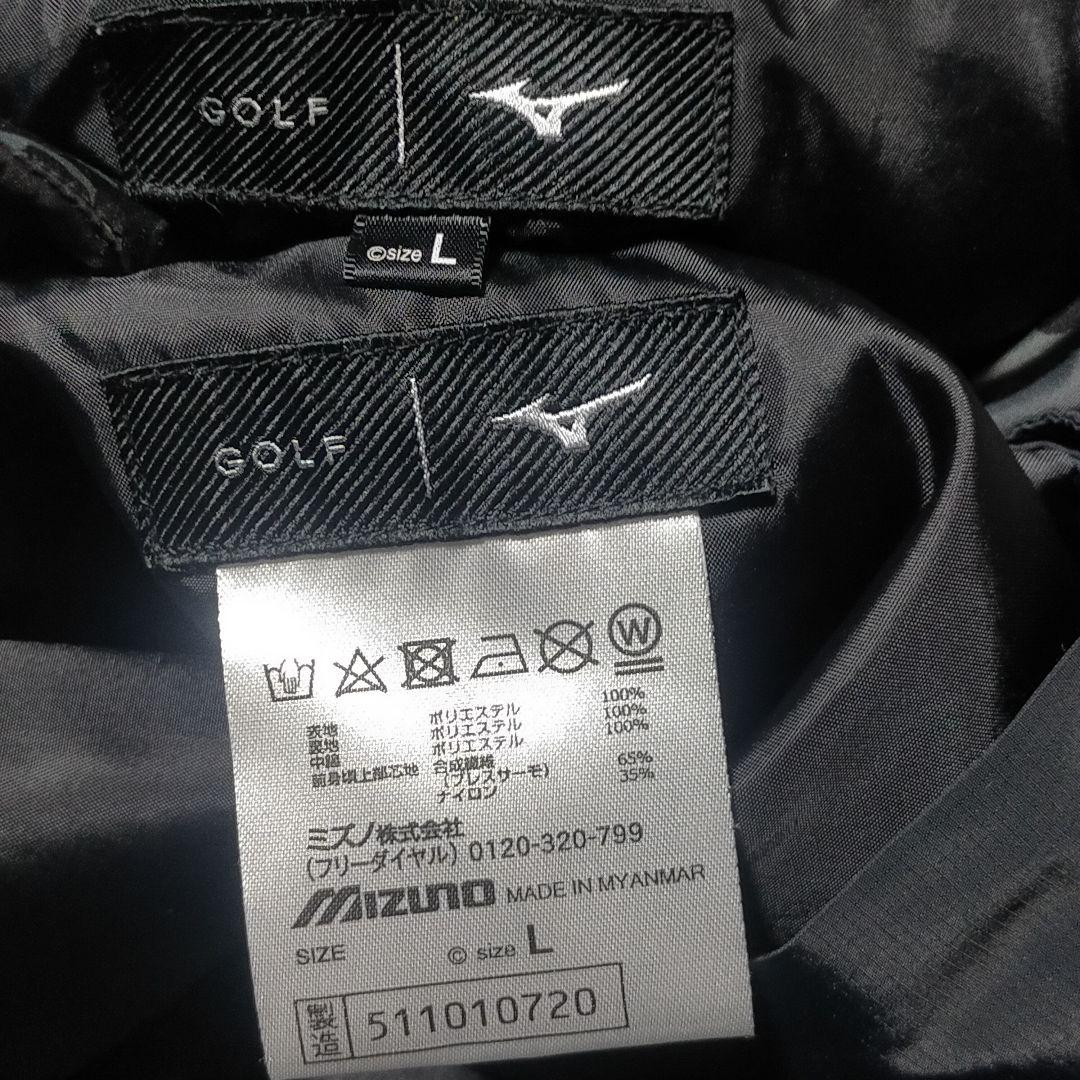 GOLF
©size L
GOLF
W
表地 ポリエステル 100%
裏地 ポリエステル 100%
中綿 ポリエステル 100%
前身頃上部芯地 合成繊維 65%
(ブレスサーモ)
ナイロン 35%
ミズノ株式会社
(フリーダイヤル) 0120-320-799
MIZUNO MADE IN MYANMAR
SIZE © size L
製造 511010720